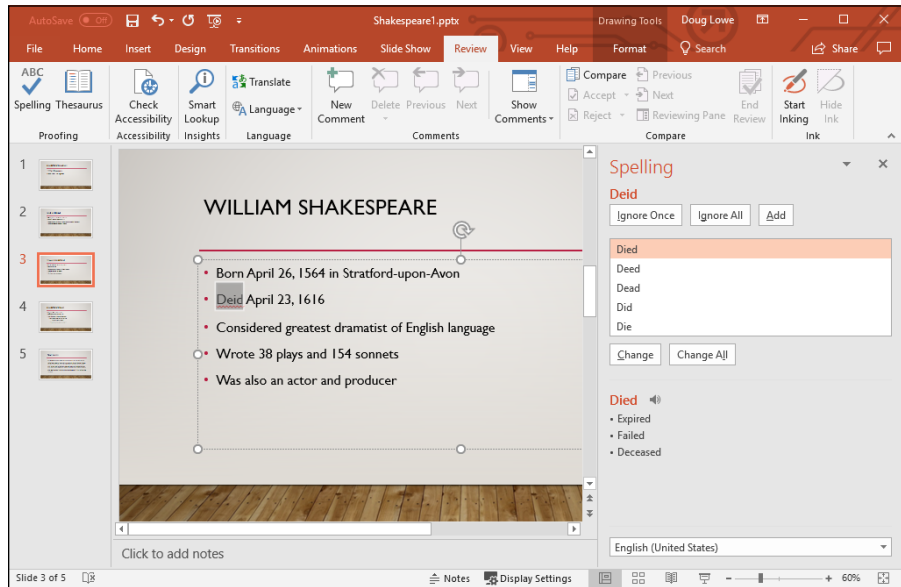 AutoSave Off Shakespeare1.pptx Drawing Tools Doug Lowe
File Home Insert Design Transitions Animations Slide Show Review View Help Format Search Share
ABC
Spelling Thesaurus
Proofing
Check Accessibility
Accessibility
Smart Lookup
Insights
Translate
Language
Language
New Comment
Delete Previous Next
Show Comments
Comments
Compare Previous
Accept Next
Reject Reviewing Pane
End Review
Compare
Start Inking
Hide Ink
Ink
1
2
3
4
5
WILLIAM SHAKESPEARE
• Born April 26, 1564 in Stratford-upon-Avon
• Deid April 23, 1616
• Considered greatest dramatist of English language
• Wrote 38 plays and 154 sonnets
• Was also an actor and producer
Click to add notes
Spelling
Deid
Ignore Once Ignore All Add
Died
Deed
Dead
Did
Die
Change Change All
Died
• Expired
• Failed
• Deceased
English (United States)
Slide 3 of 5 Notes Display Settings 60%